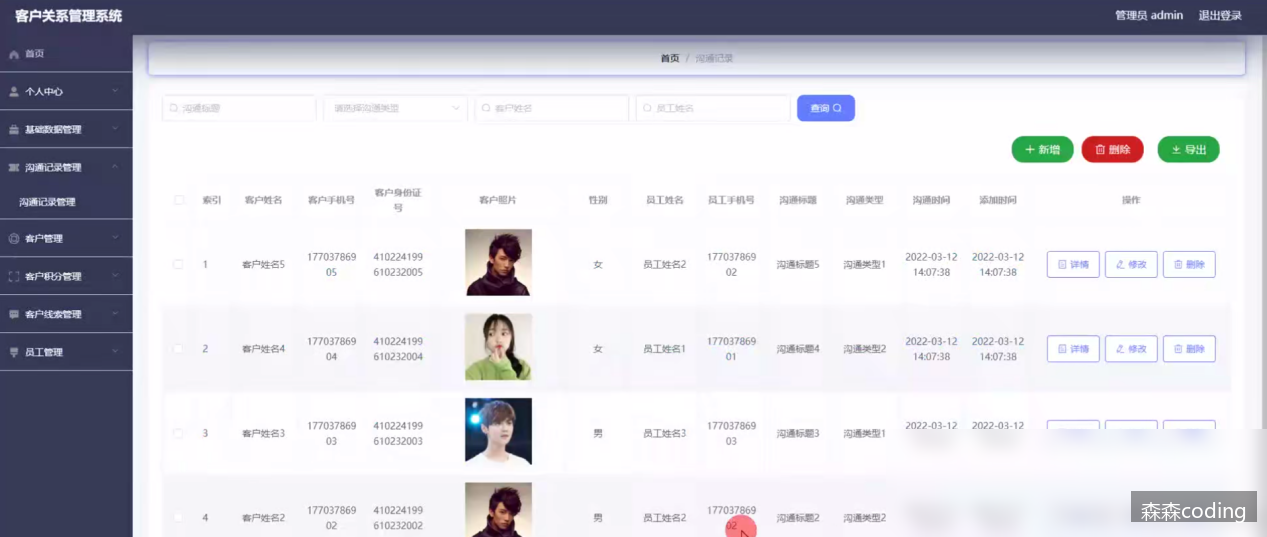 客户关系管理系统
管理员 admin
退出登录
首页
个人中心
基础数据管理
沟通记录管理
沟通记录管理
客户管理
客户积分管理
客户线索管理
员工管理
首页 / 沟通记录
沟通标题
请选择沟通类型
客户姓名
员工姓名
查询
新增
删除
导出
索引 客户姓名 客户手机号 客户身份证号 客户照片 性别 员工姓名 员工手机号 沟通标题 沟通类型 沟通时间 添加时间 操作
1 客户姓名5 17703786905 410224199610232005 女 员工姓名2 17703786902 沟通标题5 沟通类型1 2022-03-12 14:07:38 2022-03-12 14:07:38 详情 修改 删除
2 客户姓名4 17703786904 410224199610232004 女 员工姓名1 17703786901 沟通标题4 沟通类型2 2022-03-12 14:07:38 2022-03-12 14:07:38 详情 修改 删除
3 客户姓名3 17703786903 410224199610232003 男 员工姓名3 17703786903 沟通标题3 沟通类型1 2022-03-12 2022-03-12
4 客户姓名2 17703786902 410224199610232002 男 员工姓名2 17703786902 沟通标题2 沟通类型2
森森coding